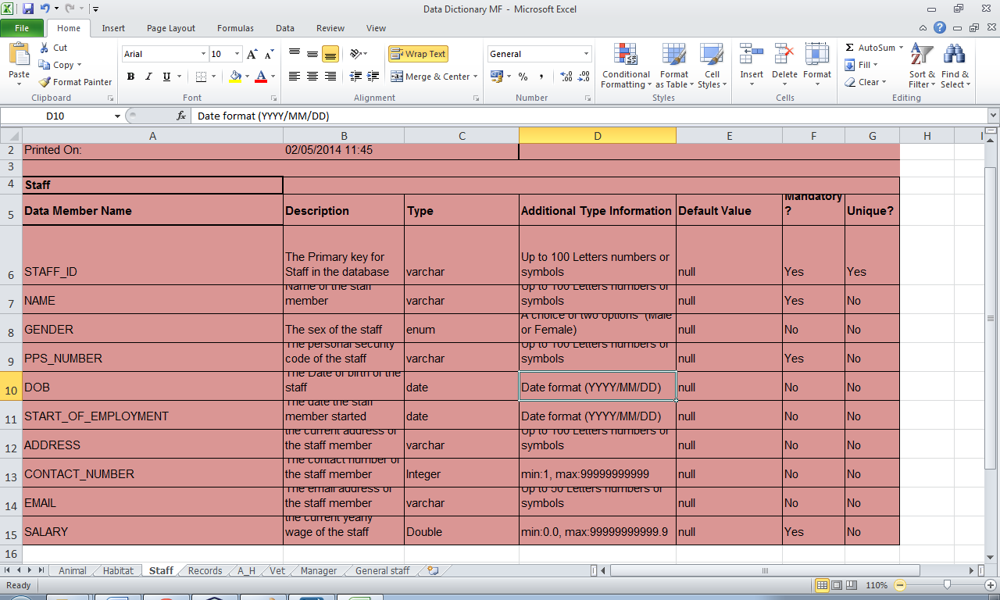 Data Dictionary MF - Microsoft Excel
File Home Insert Page Layout Formulas Data Review View
Paste
Cut
Copy
Format Painter
Clipboard
Arial 10
B I U
Font
Wrap Text
Merge & Center
Alignment
General
% ,
Number
Conditional Formatting
Format as Table
Cell Styles
Styles
Insert Delete Format
Cells
AutoSum
Fill
Clear
Sort & Filter
Find & Select
Editing
D10 fx Date format (YYYY/MM/DD)
A B C D E F G H I
2 Printed On: 02/05/2014 11:45
3
4 Staff
5 Data Member Name Description Type Additional Type Information Default Value Mandatory ? Unique?
6 STAFF_ID The Primary key for Staff in the database varchar Up to 100 Letters numbers or symbols null Yes Yes
7 NAME Name of the staff member varchar Up to 100 Letters numbers or symbols null Yes No
8 GENDER The sex of the staff enum A choice of two options (Male or Female) null No No
9 PPS_NUMBER The personal security code of the staff varchar Up to 100 Letters numbers or symbols null Yes No
10 DOB The Date of birth of the staff date Date format (YYYY/MM/DD) null No No
11 START_OF_EMPLOYMENT The date the staff member started date Date format (YYYY/MM/DD) null No No
12 ADDRESS the current address of the staff member varchar Up to 100 Letters numbers or symbols null No No
13 CONTACT_NUMBER The contact number of the staff member Integer min:1, max:99999999999 null No No
14 EMAIL The email address of the staff member varchar Up to 50 Letters numbers or symbols null No No
15 SALARY the current yearly wage of the staff Double min:0.0, max:99999999999.9 null Yes No
16
Animal Habitat Staff Records A_H Vet Manager General staff
Ready 110%